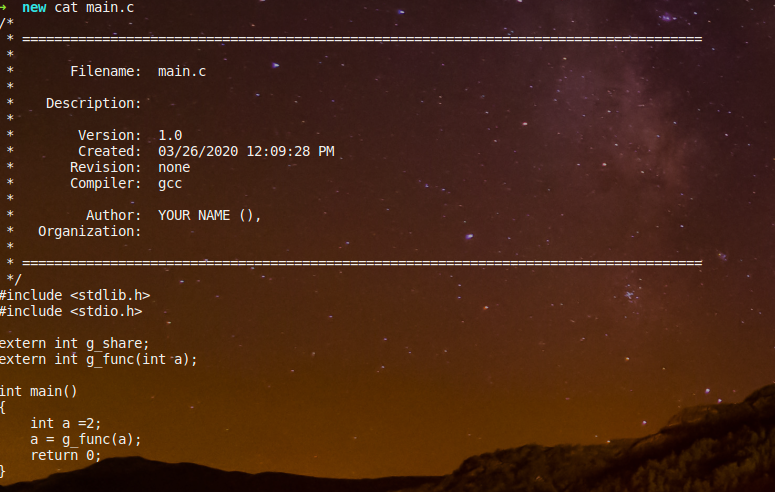 ➜  new cat main.c
/*
 * =====================================================================================
 *
 *       Filename:  main.c
 *
 *    Description:
 *
 *        Version:  1.0
 *        Created:  03/26/2020 12:09:28 PM
 *       Revision:  none
 *       Compiler:  gcc
 *
 *         Author:  YOUR NAME (),
 *   Organization:
 *
 * =====================================================================================
 */
#include <stdlib.h>
#include <stdio.h>

extern int g_share;
extern int g_func(int a);

int main()
{
    int a =2;
    a = g_func(a);
    return 0;
}